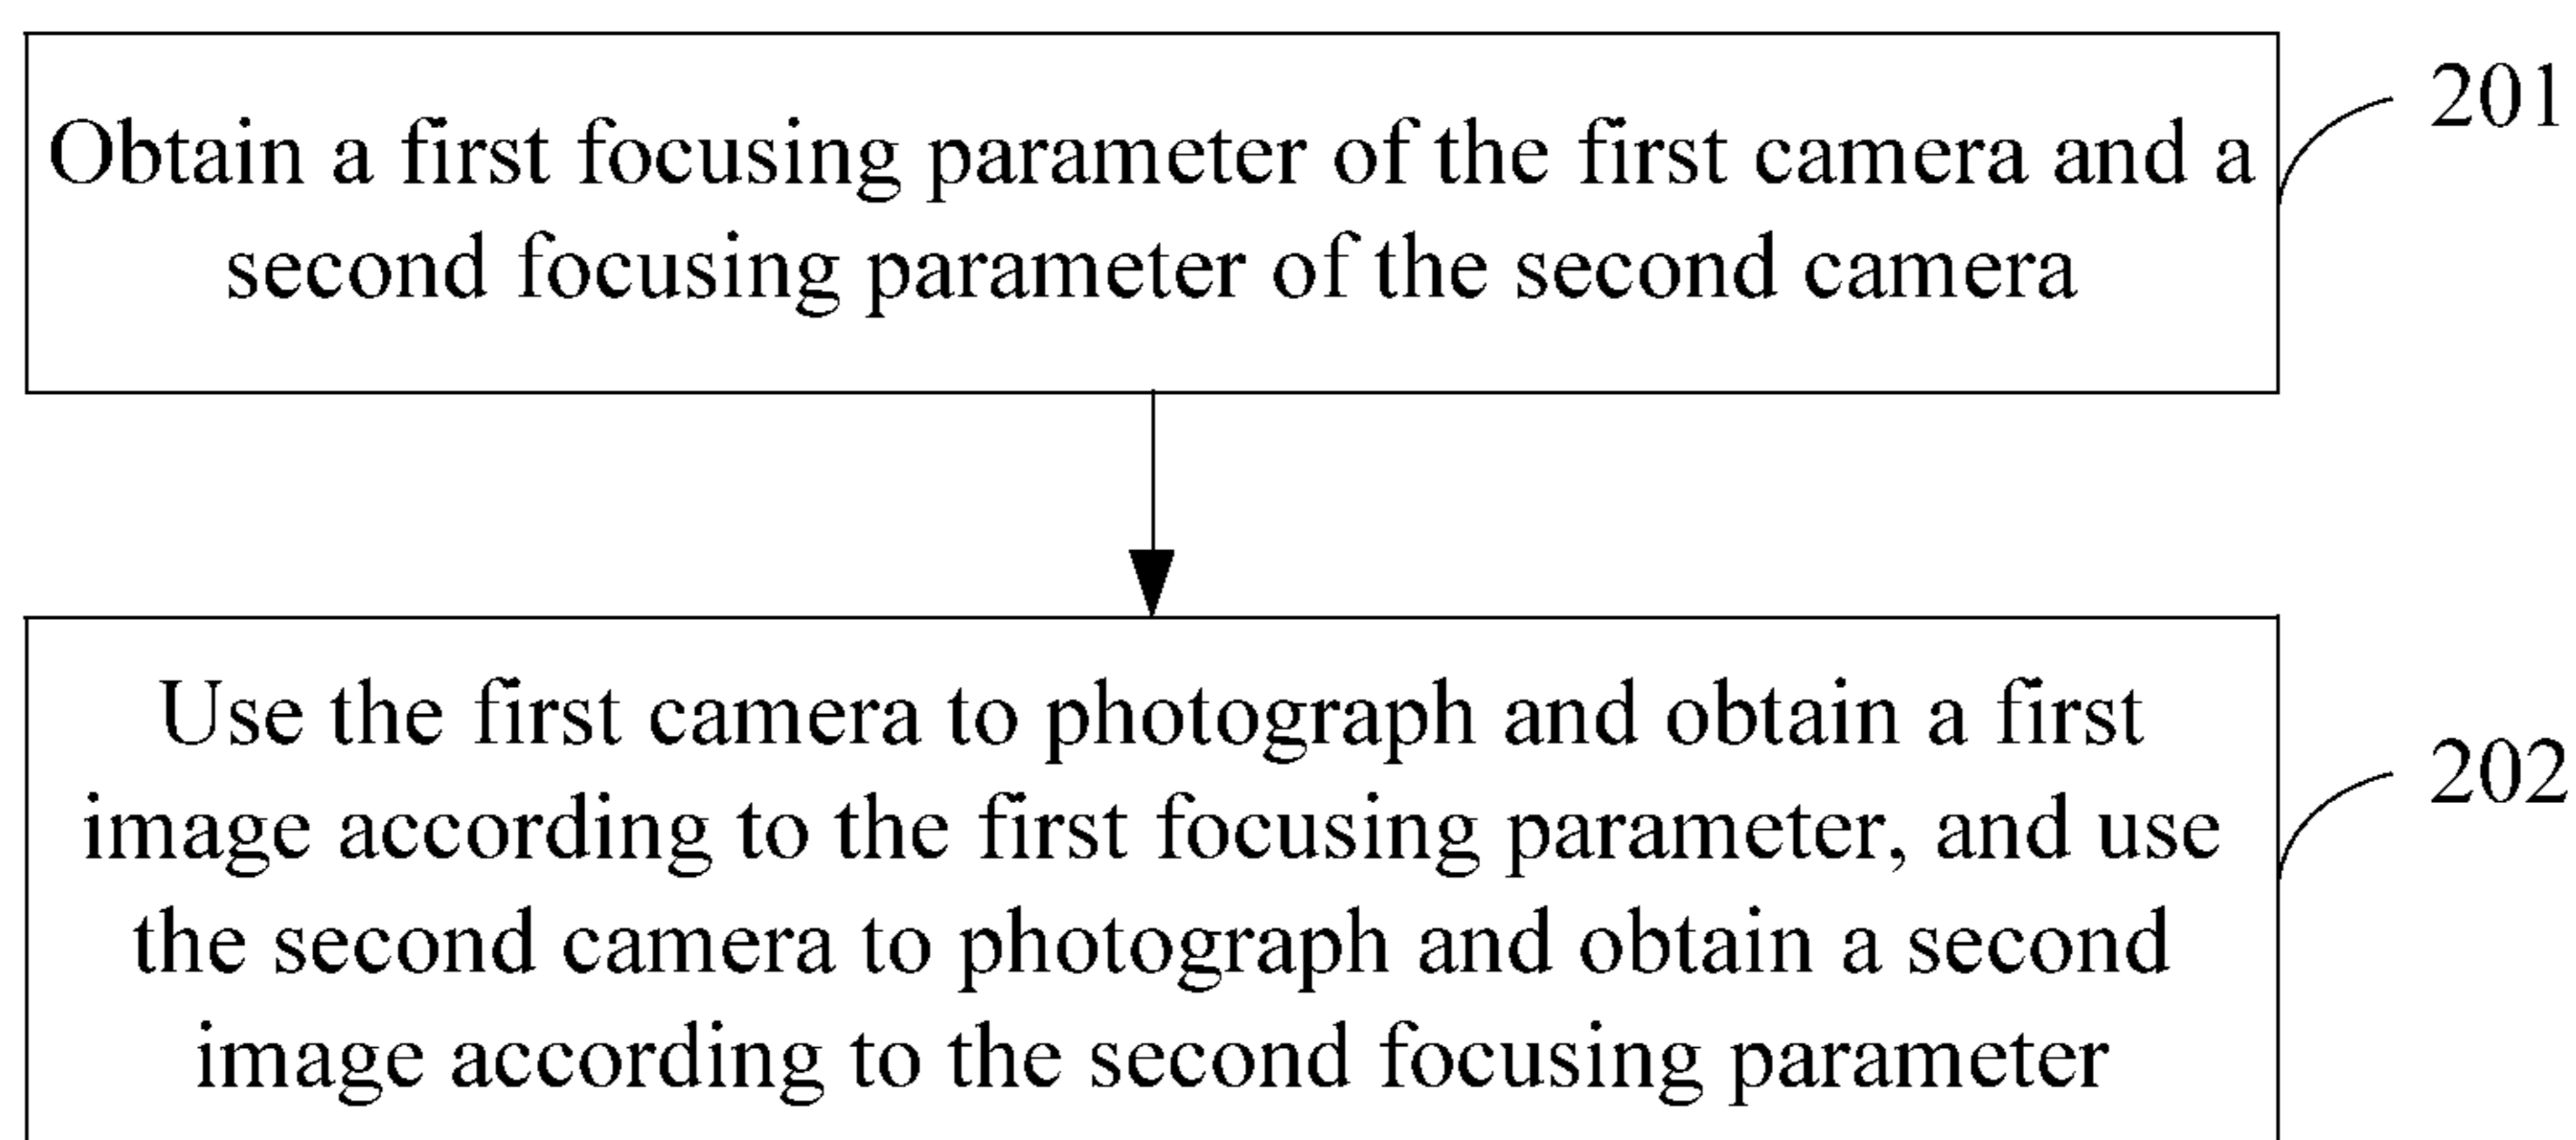 Obtain a first focusing parameter of the first camera and a
second focusing parameter of the second camera
201
Use the first camera to photograph and obtain a first
image according to the first focusing parameter, and use
the second camera to photograph and obtain a second
image according to the second focusing parameter
202